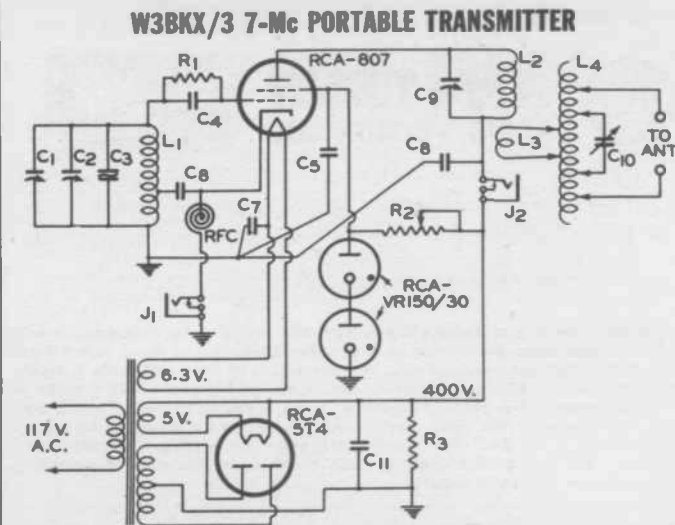 W3BKX/3 7-Mc PORTABLE TRANSMITTER
RCA-807
R1
C4
L1
C1
C2
C3
C8
C7
RFC
C5
J1
C9
L2
L4
L3
C10
TO
ANT.
C8
J2
R2
RCA-
VR150/30
6.3 V.
400V.
5 V.
117 V.
A.C.
RCA-
5T4
C11
R3